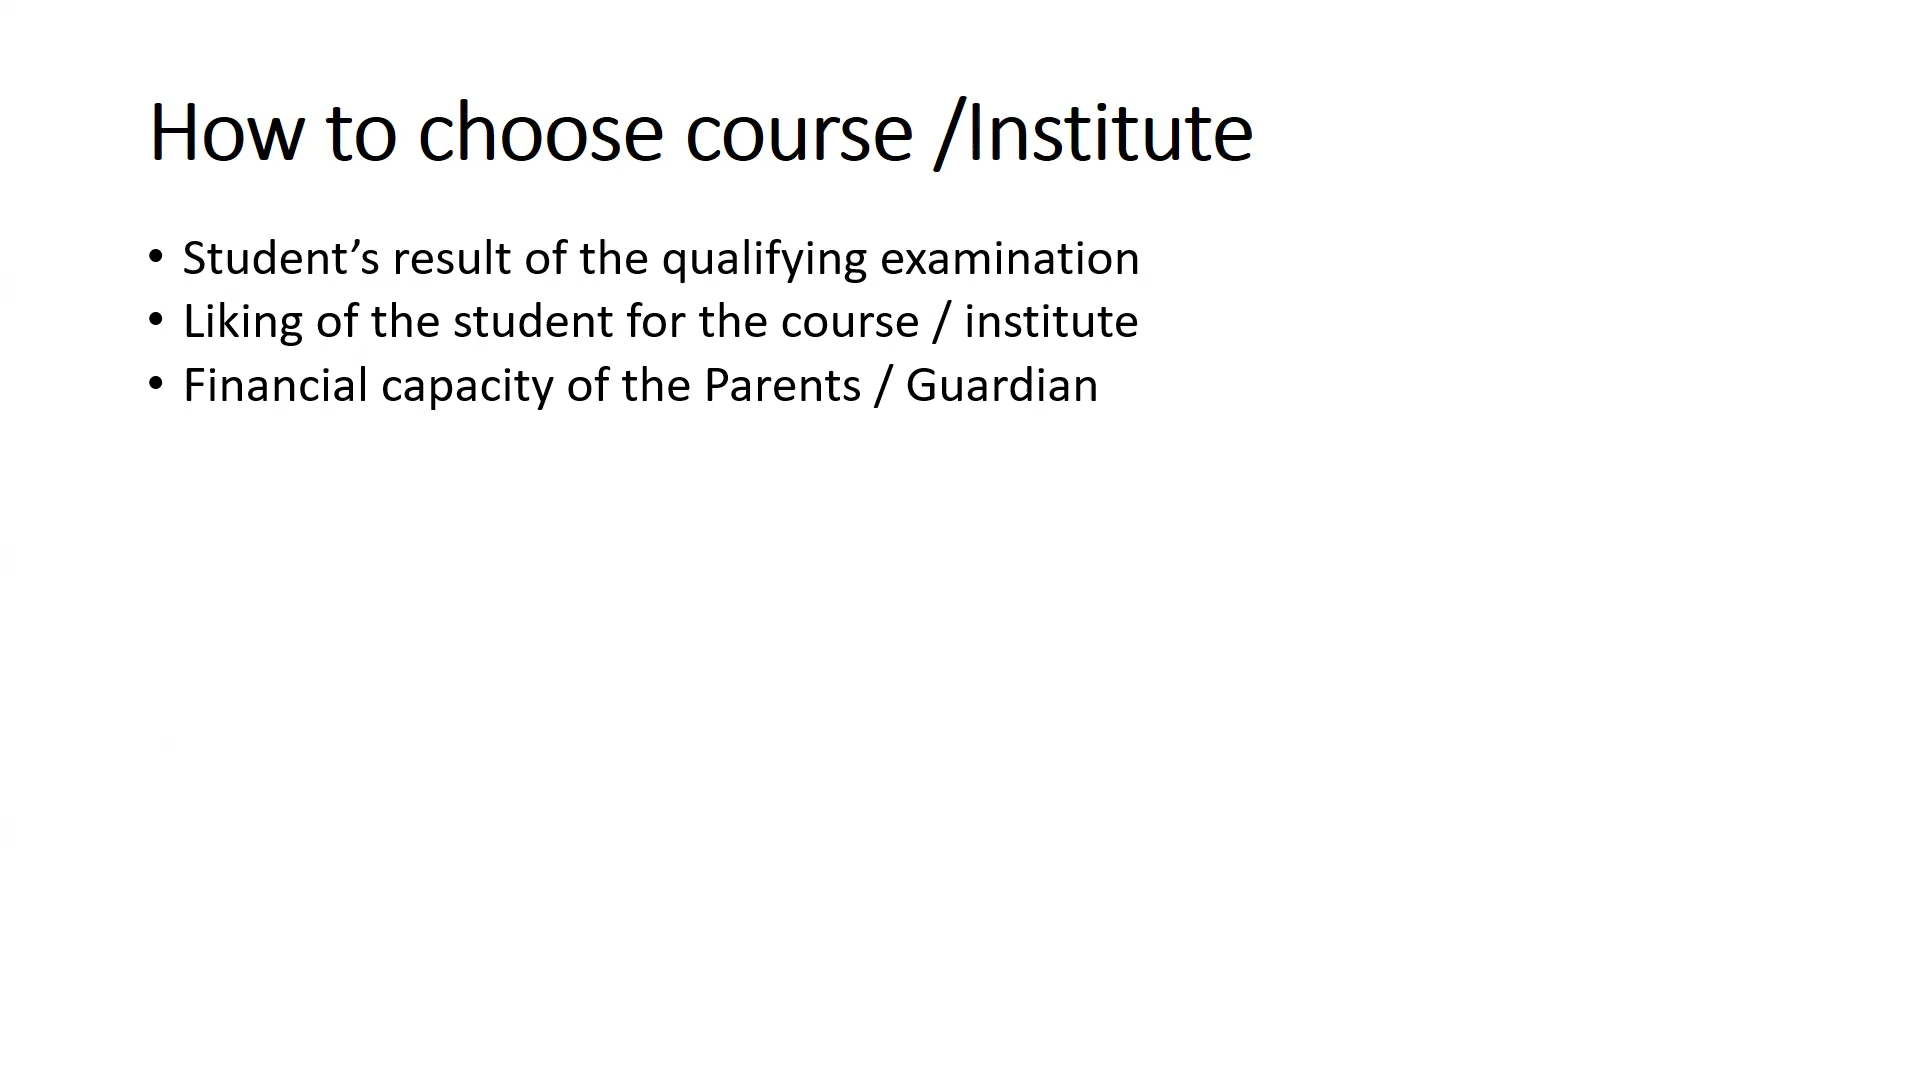 How to choose course /Institute
• Student’s result of the qualifying examination
• Liking of the student for the course / institute
• Financial capacity of the Parents / Guardian